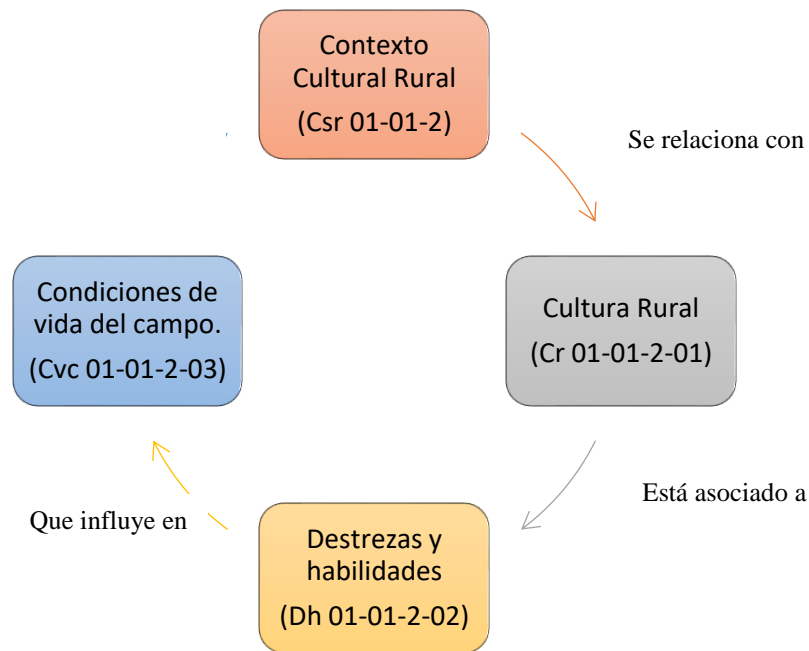 Contexto
Cultural Rural
(Csr 01-01-2)
Se relaciona con
Condiciones de
vida del campo.
(Cvc 01-01-2-03)
Cultura Rural
(Cr 01-01-2-01)
Está asociado a
Que influye en
Destrezas y
habilidades
(Dh 01-01-2-02)